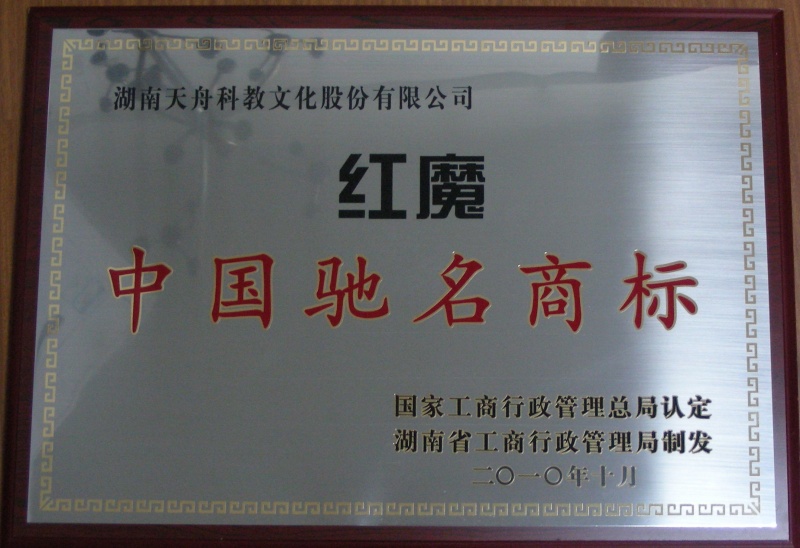 湖南天舟科教文化股份有限公司
红魔
中国驰名商标
国家工商行政管理总局认定
湖南省工商行政管理局制发
二〇一〇年十月